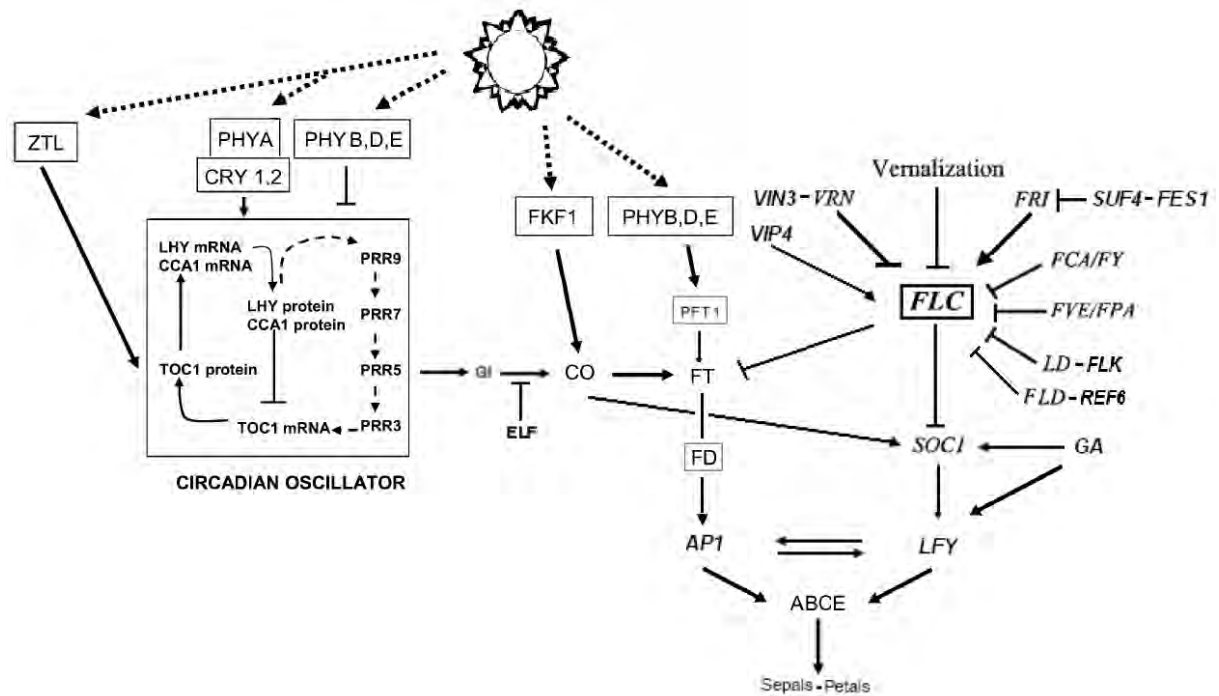 ZTL
PHYA
CRY 1,2
PHY B,D,E
LHY mRNA
CCA1 mRNA
LHY protein
CCA1 protein
TOC1 protein
TOC1 mRNA
PRR9
PRR7
PRR5
PRR3
CIRCADIAN OSCILLATOR
GI
ELF
FKF1
CO
PHYB,D,E
PFT1
FT
FD
AP1
Vernalization
VIN3-VRN
VIP4
FRI
SUF4-FES1
FCA/FY
FLC
FVE/FPA
LD-FLK
FLD-REF6
SOC1
GA
LFY
ABCE
Sepals-Petals